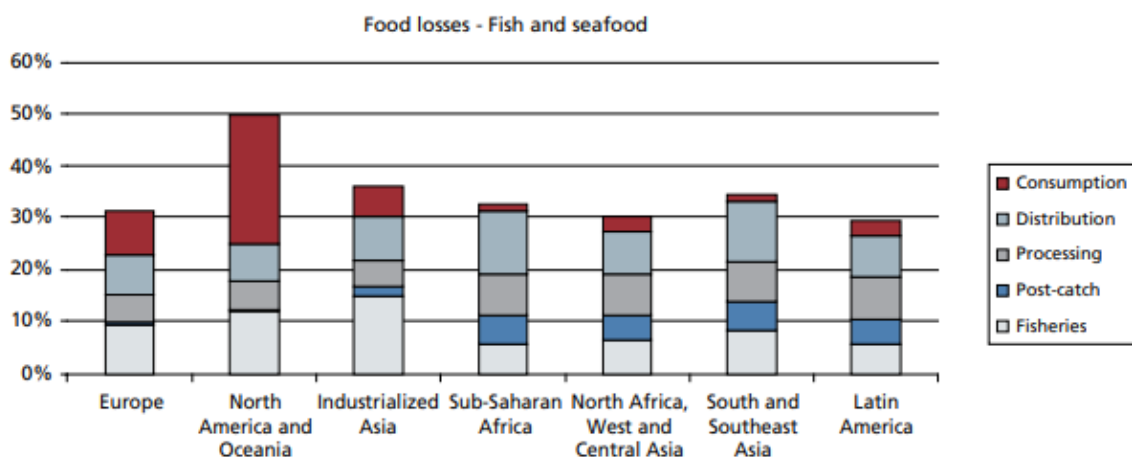 Food losses - Fish and seafood
60%
50%
40%
30%
20%
10%
0%
Europe
North
America and
Oceania
Industrialized
Asia
Sub-Saharan
Africa
North Africa,
West and
Central Asia
South and
Southeast
Asia
Latin
America
Consumption
Distribution
Processing
Post-catch
Fisheries